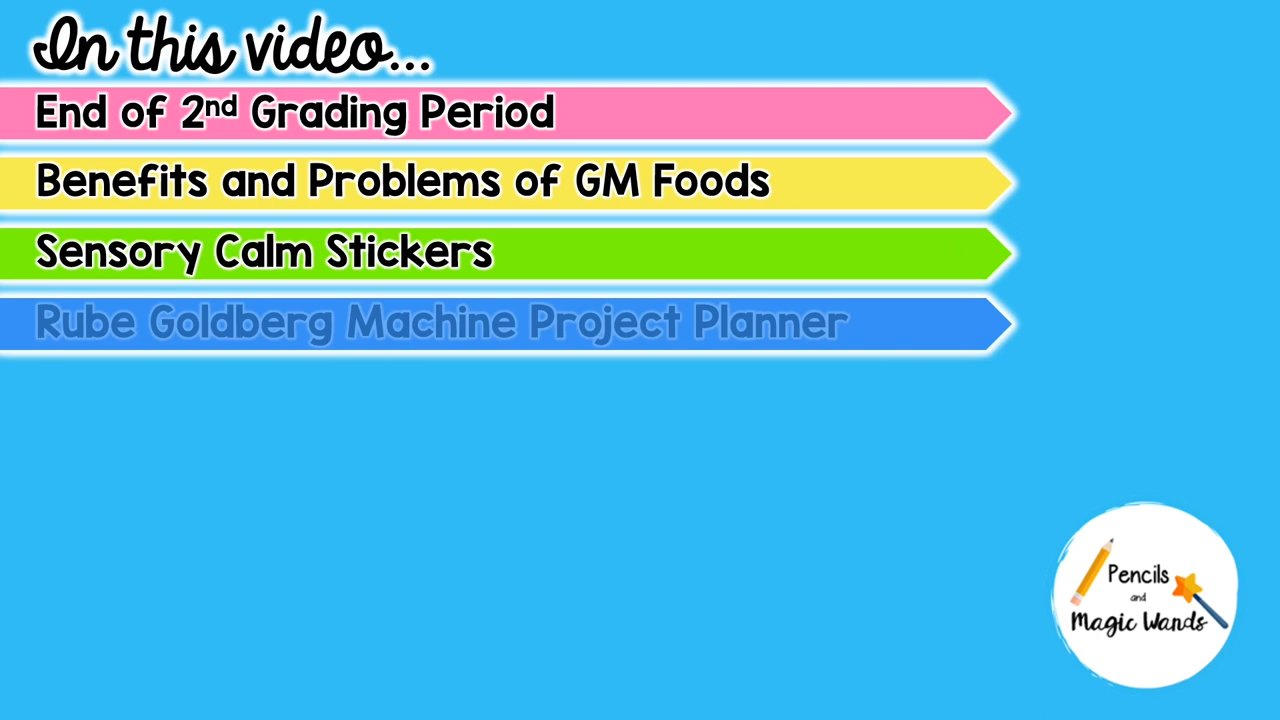 In this video...
End of 2nd Grading Period
Benefits and Problems of GM Foods
Sensory Calm Stickers
Rube Goldberg Machine Project Planner
Pencils
and
Magic Wands